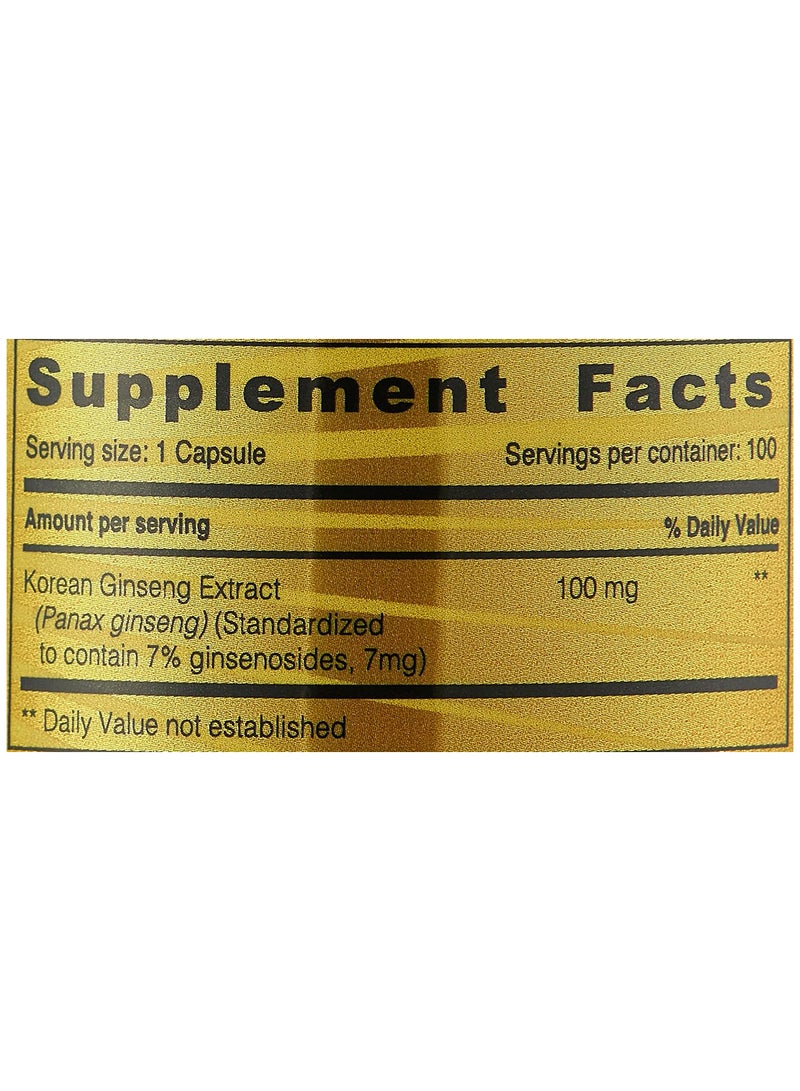 Supplement Facts
Serving size: 1 Capsule Servings per container: 100
Amount per serving % Daily Value
Korean Ginseng Extract 100 mg **
(Panax ginseng) (Standardized
to contain 7% ginsenosides, 7mg)
** Daily Value not established